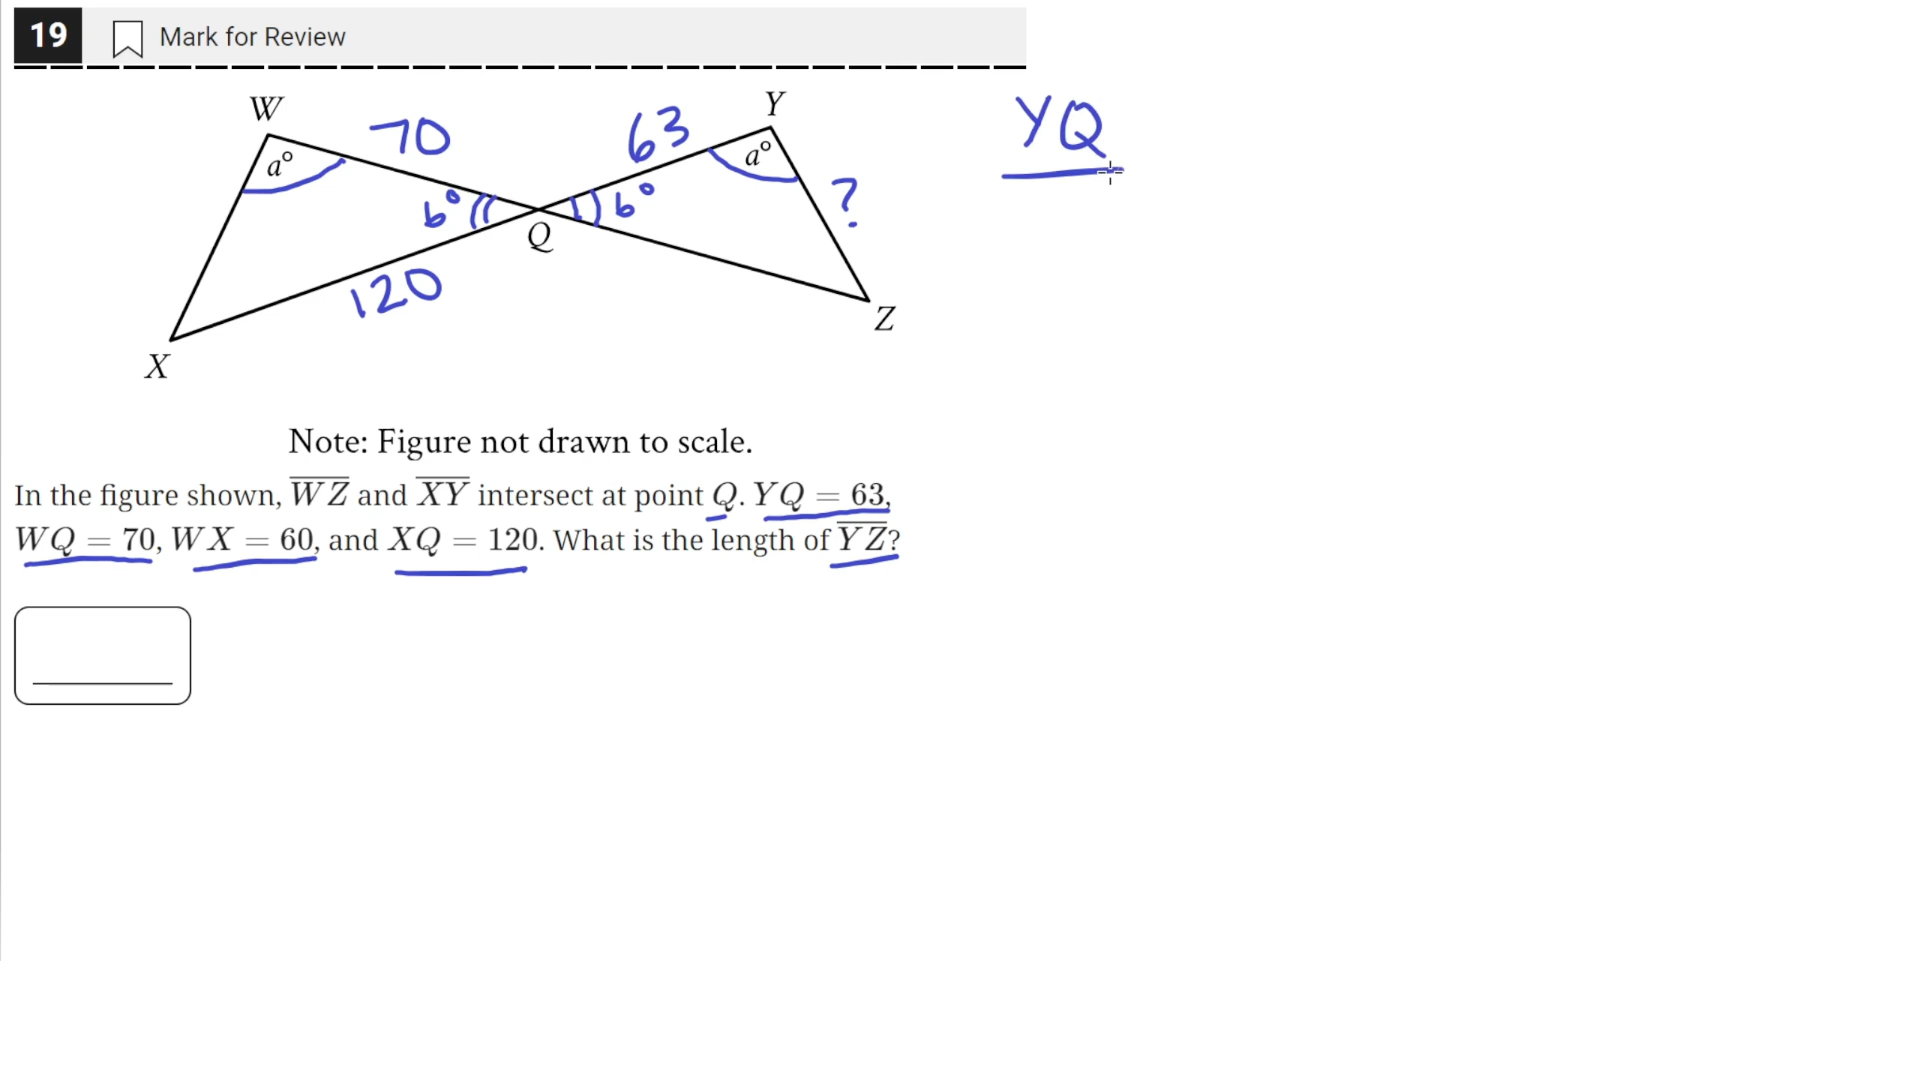 19 Mark for Review
W
Y
YQ
70
63
a°
a°
b°
b°
?
Q
120
Z
X
Note: Figure not drawn to scale.
In the figure shown, WZ and XY intersect at point Q. YQ = 63,
WQ = 70, WX = 60, and XQ = 120. What is the length of YZ?